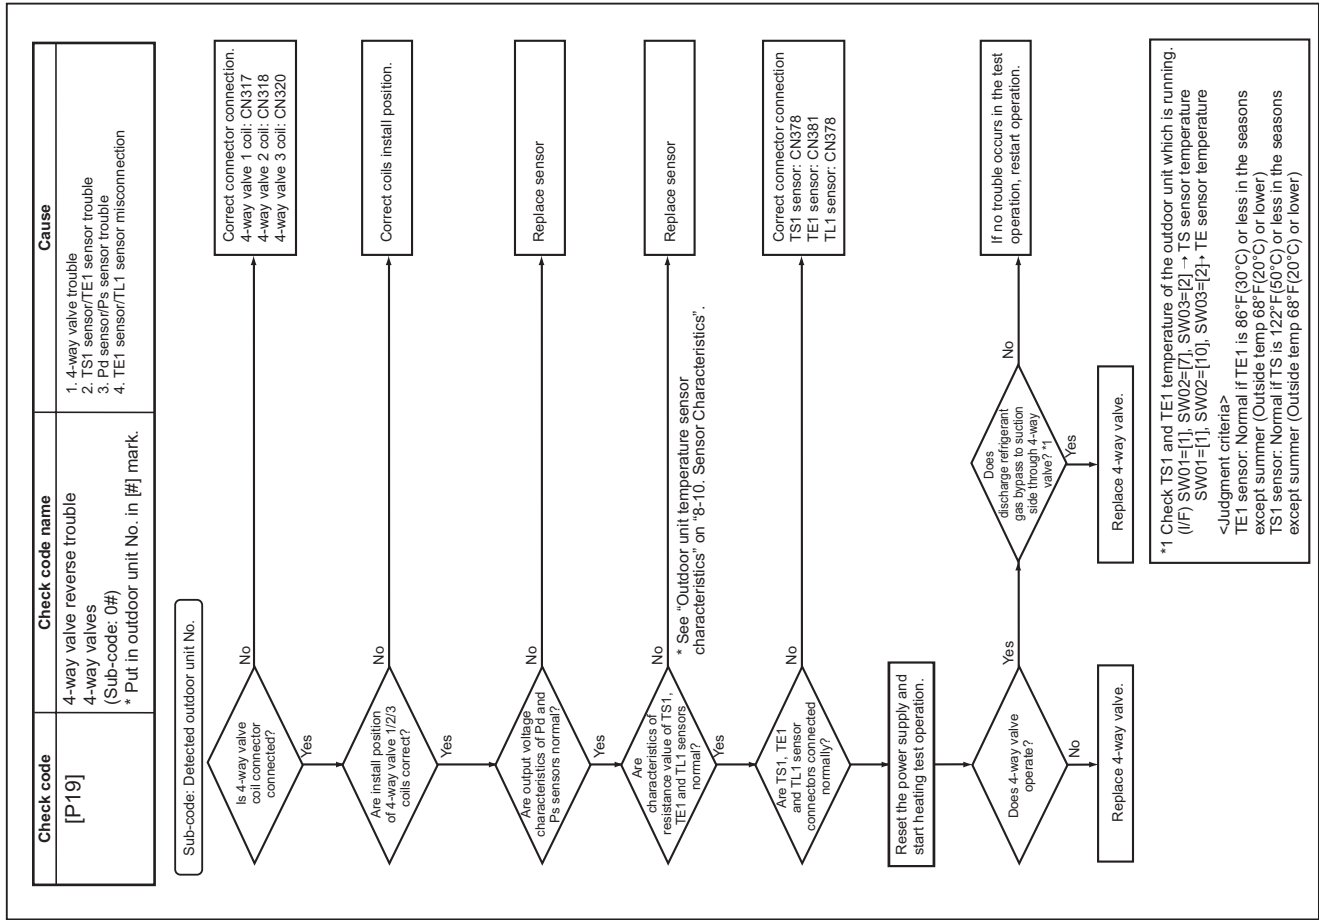 Check code
Check code name
Cause
[P19]
4-way valve reverse trouble
4-way valves
(Sub-code: 0#)
* Put in outdoor unit No. in [#] mark.
1. 4-way valve trouble
2. TS1 sensor/TE1 sensor trouble
3. Pd sensor/Ps sensor trouble
4. TE1 sensor/TL1 sensor misconnection
Sub-code: Detected outdoor unit No.
Is 4-way valve
coil connector
connected?
No
Correct connector connection.
4-way valve 1 coil: CN317
4-way valve 2 coil: CN318
4-way valve 3 coil: CN320
Yes
Are install position
of 4-way valve 1/2/3
coils correct?
No
Correct coils install position.
Yes
Are output voltage
characteristics of Pd and
Ps sensors normal?
No
Replace sensor
Yes
Are
characteristics of
resistance value of TS1,
TE1 and TL1 sensors
normal?
No
Replace sensor
* See “Outdoor unit temperature sensor
characteristics” on “8-10. Sensor Characteristics”.
Yes
Are TS1, TE1
and TL1 sensor
connectors connected
normally?
No
Correct connector connection
TS1 sensor: CN378
TE1 sensor: CN381
TL1 sensor: CN378
Yes
Reset the power supply and
start heating test operation.
Does 4-way valve
operate?
Yes
Does
discharge refrigerant
gas bypass to suction
side through 4-way
valve? *1
No
If no trouble occurs in the test
operation, restart operation.
No
Replace 4-way valve.
Yes
Replace 4-way valve.
*1 Check TS1 and TE1 temperature of the outdoor unit which is running.
(I/F) SW01=[1], SW02=[7], SW03=[2] → TS sensor temperature
SW01=[1], SW02=[10], SW03=[2]→ TE sensor temperature
<Judgment criteria>
TE1 sensor: Normal if TE1 is 86°F(30°C) or less in the seasons
except summer (Outside temp 68°F(20°C) or lower)
TS1 sensor: Normal if TS is 122°F(50°C) or less in the seasons
except summer (Outside temp 68°F(20°C) or lower)